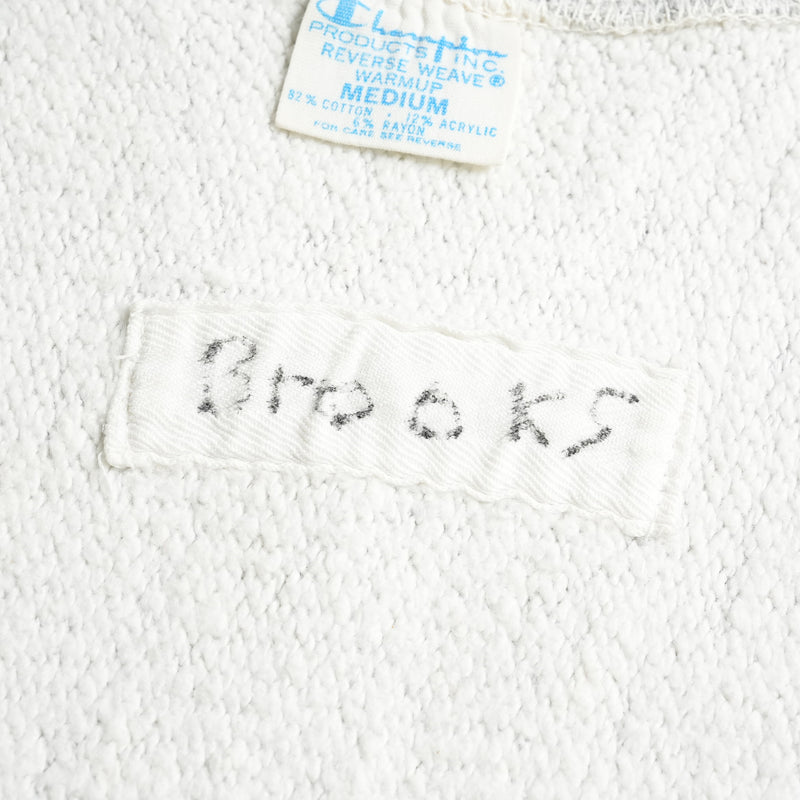 Champion
PRODUCTS INC.
REVERSE WEAVE®
WARMUP
MEDIUM
82% COTTON , 12% ACRYLIC
6% RAYON
FOR CARE SEE REVERSE
Brooks